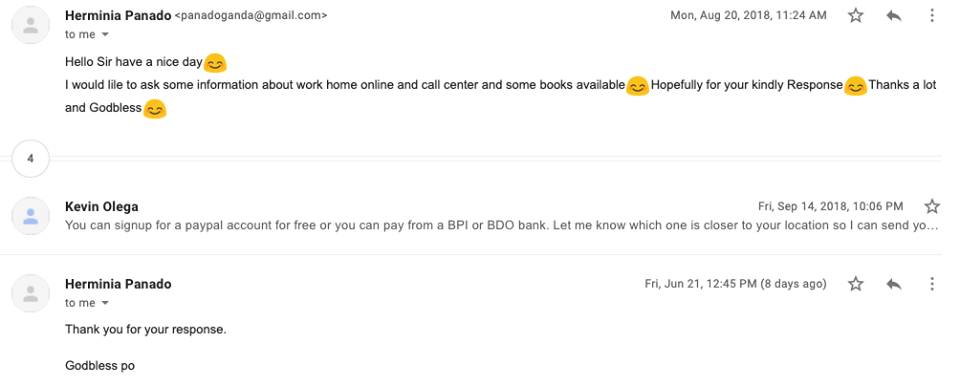 Herminia Panado <panadoganda@gmail.com>
Mon, Aug 20, 2018, 11:24 AM
to me
Hello Sir have a nice day😊
I would lile to ask some information about work home online and call center and some books available😊Hopefully for your kindly Response😊Thanks a lot
and Godbless😊
4
Kevin Olega
Fri, Sep 14, 2018, 10:06 PM
You can signup for a paypal account for free or you can pay from a BPI or BDO bank. Let me know which one is closer to your location so I can send yo...
Herminia Panado
Fri, Jun 21, 12:45 PM (8 days ago)
to me
Thank you for your response.
Godbless po